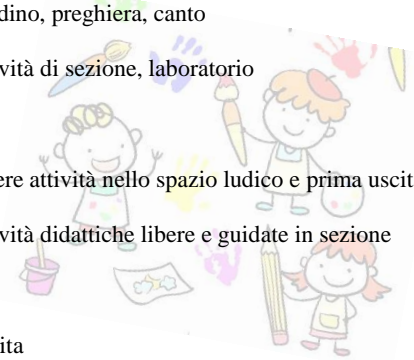 dino, preghiera, canto
vità di sezione, laboratorio
ere attività nello spazio ludico e prima uscit
vità didattiche libere e guidate in sezione
ita